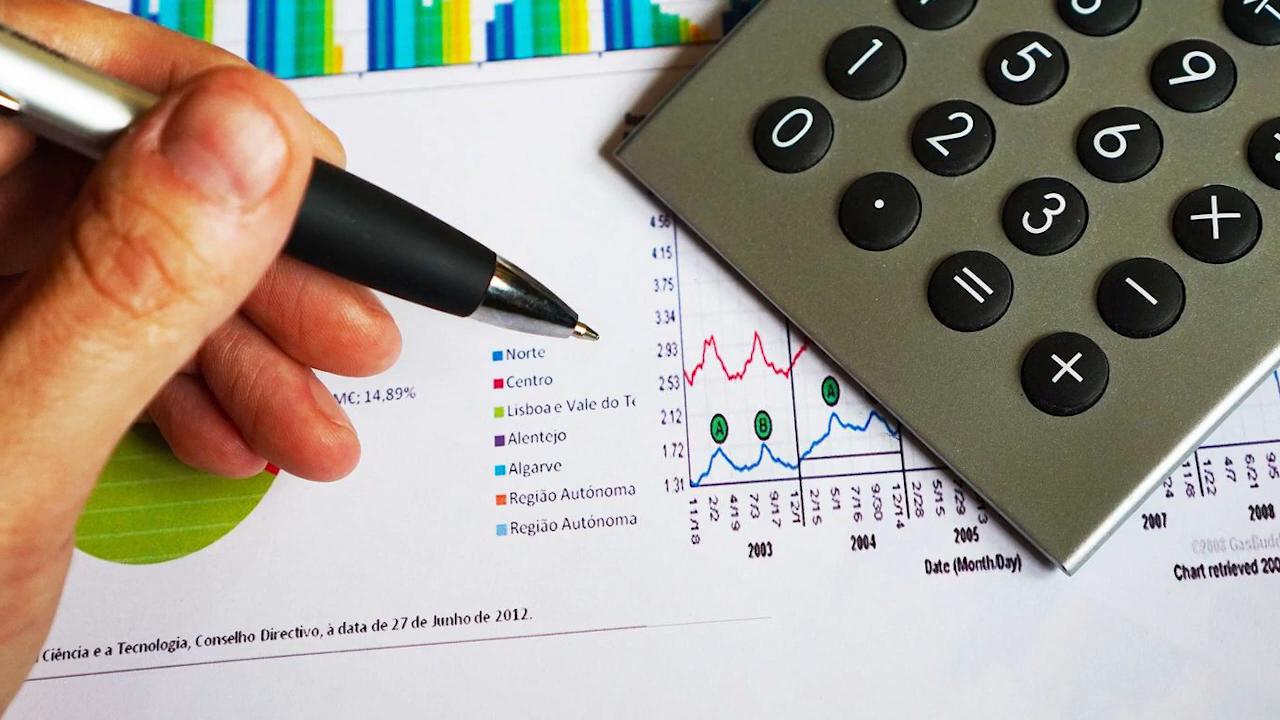 1
5
9
0
2
6
.
3
+
=
-
×
4.56
4.15
3.75
3.34
2.93
2.53
2.12
1.72
1.31
A
A
B
Norte
Centro
Lisboa e Vale do
Alentejo
Algarve
Região Autónoma
Região Autónoma
M€; 14,89%
11/18 2/2 4/19 7/3 9/17 12/1 2/15 5/1 7/16 9/30 12/14 2/28 5/15
24 11/8 1/22 4/7 6/21 9/5
2003 2004 2005 2007 2008
Date (Month/Day)
©2008
Chart retrieved
Ciência e a Tecnologia, Conselho Directivo, à data de 27 de Junho de 2012.